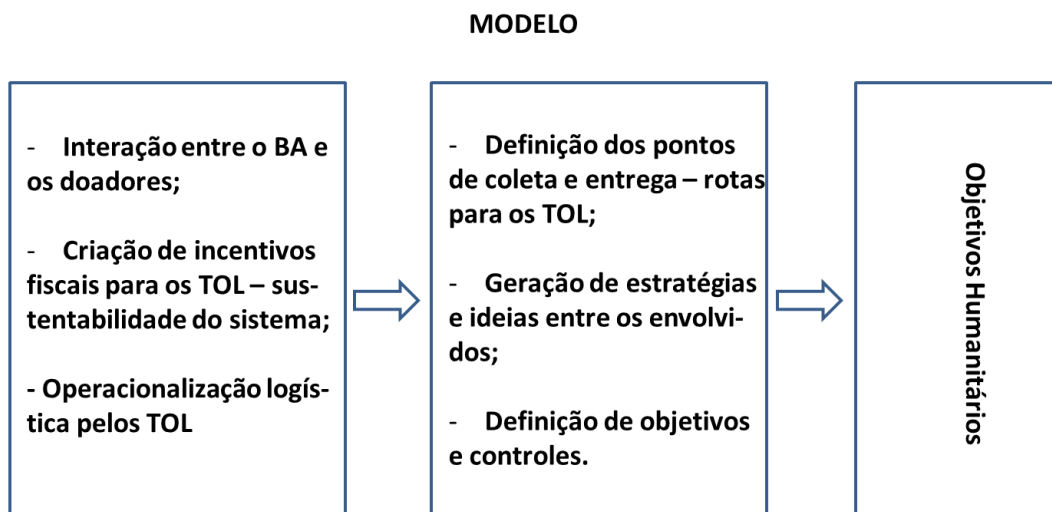 MODELO
- Interação entre o BA e
os doadores;
- Criação de incentivos
fiscais para os TOL – sus-
tentabilidade do sistema;
- Operacionalização logís-
tica pelos TOL
- Definição dos pontos
de coleta e entrega – rotas
para os TOL;
- Geração de estratégias
e ideias entre os envolvi-
dos;
- Definição de objetivos
e controles.
Objetivos Humanitários